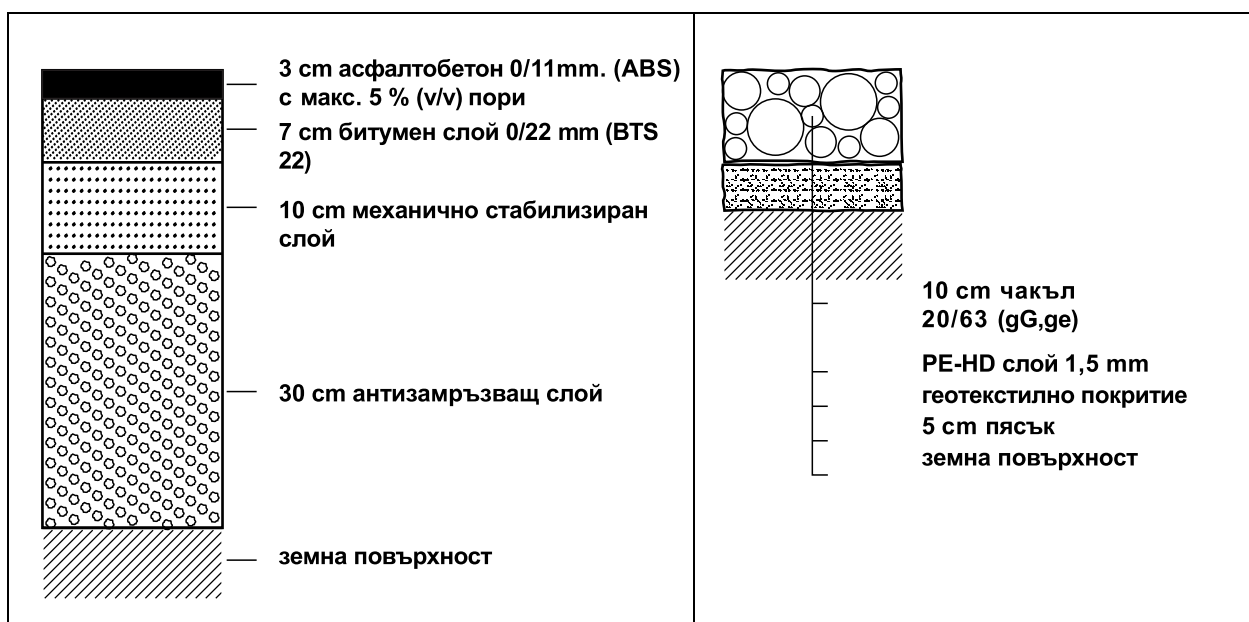 3 cm асфалтобетон 0/11mm. (ABS)
с макс. 5 % (v/v) пори
7 cm битумен слой 0/22 mm (BTS
22)
10 cm механично стабилизиран
слой
30 cm антизамръзващ слой
земна повърхност
10 cm чакъл
20/63 (gG,ge)
PE-HD слой 1,5 mm
геотекстилно покритие
5 cm пясък
земна повърхност